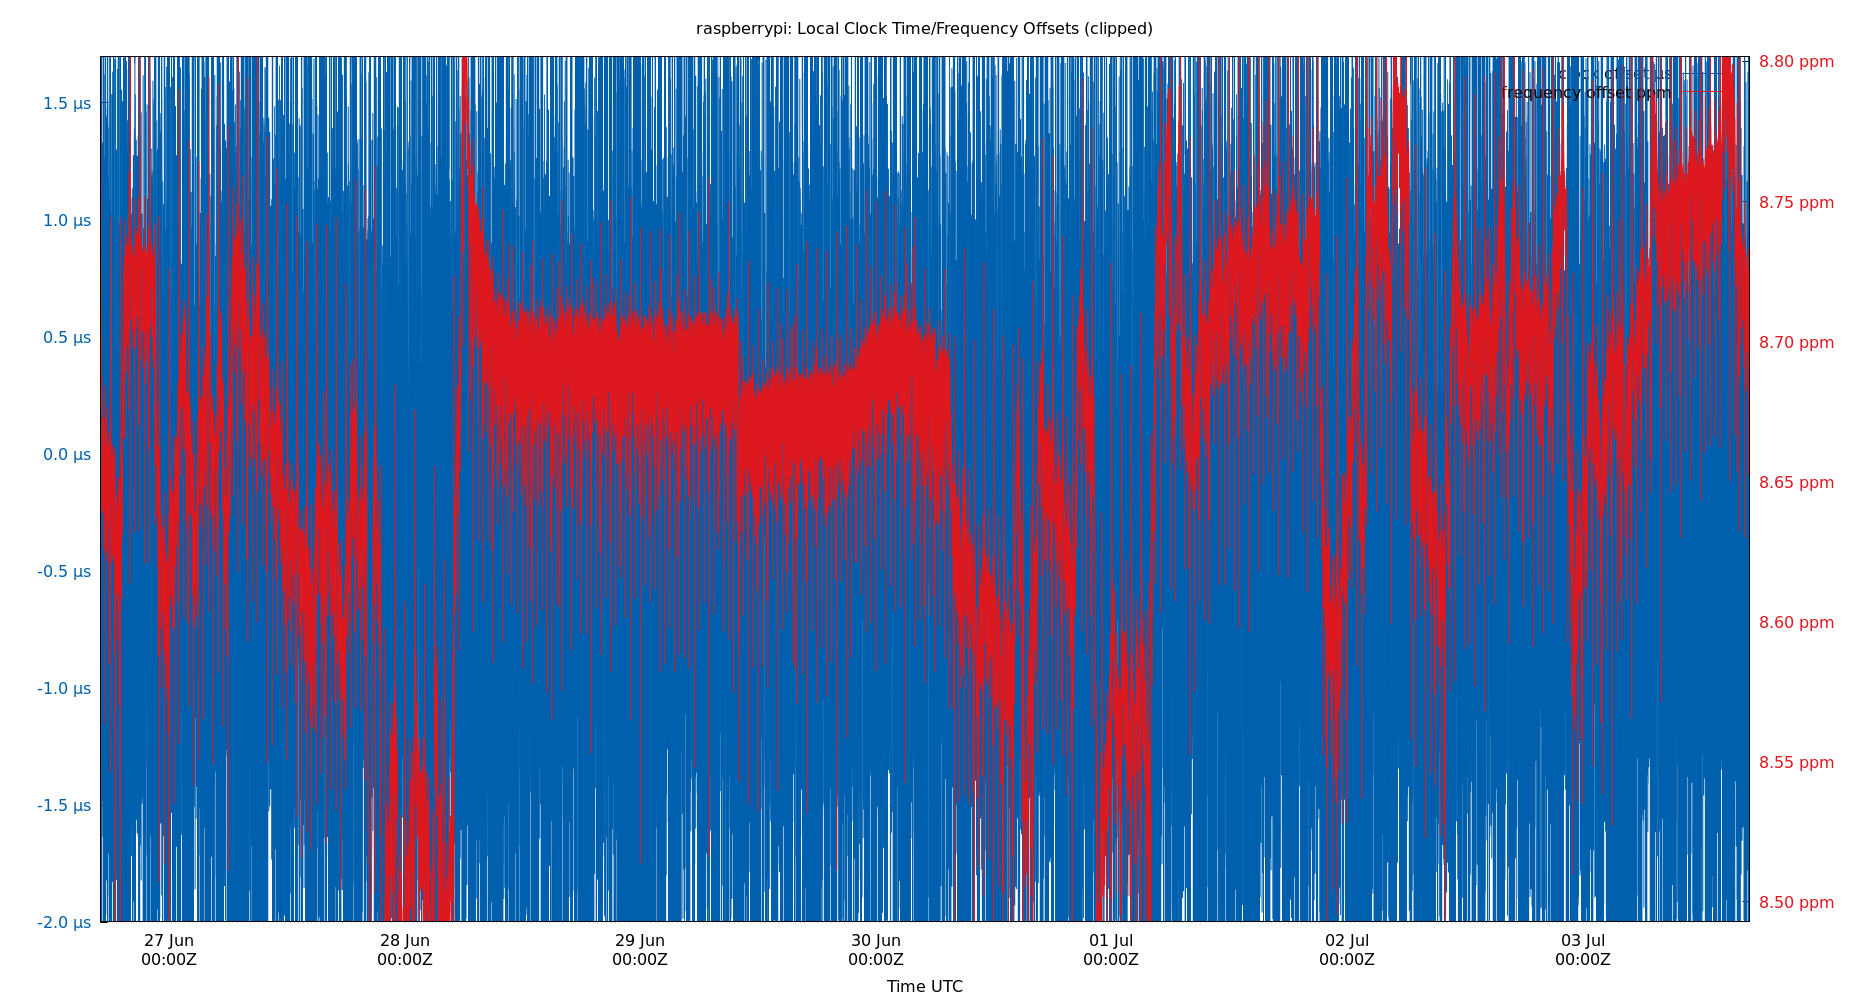 raspberrypi: Local Clock Time/Frequency Offsets (clipped)
clock offset µs
frequency offset ppm
1.5 µs
1.0 µs
0.5 µs
0.0 µs
-0.5 µs
-1.0 µs
-1.5 µs
-2.0 µs
8.80 ppm
8.75 ppm
8.70 ppm
8.65 ppm
8.60 ppm
8.55 ppm
8.50 ppm
27 Jun
00:00Z
28 Jun
00:00Z
29 Jun
00:00Z
30 Jun
00:00Z
01 Jul
00:00Z
02 Jul
00:00Z
03 Jul
00:00Z
Time UTC